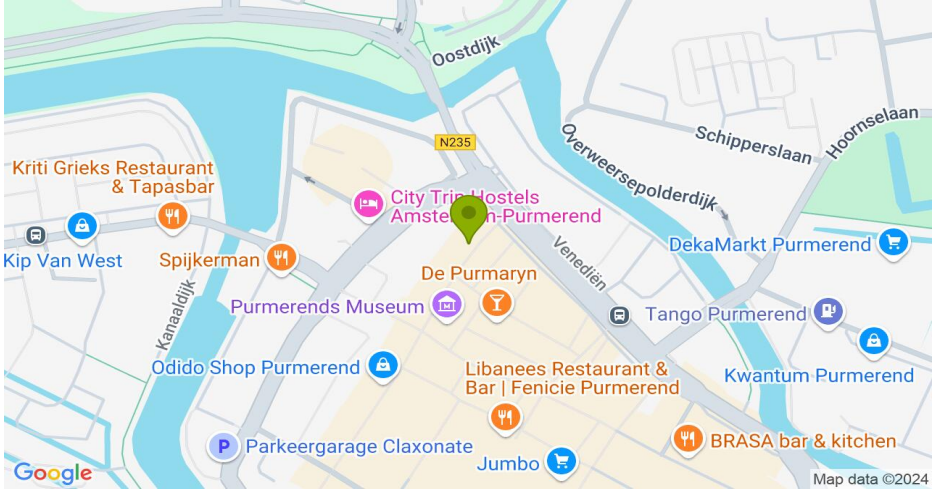 Oostdijk
N235
Schipperslaan
Hoornselaan
Overweersepolderdijk
Kriti Grieks Restaurant
& Tapasbar
City Trip Hostels
Amsterdam-Purmerend
Kip Van West
Spijkerman
De Purmaryn
Venediën
DekaMarkt Purmerend
Kanaaldijk
Purmerends Museum
Tango Purmerend
Odido Shop Purmerend
Libanees Restaurant &
Bar | Fenicie Purmerend
Kwantum Purmerend
P
Parkeergarage Claxonate
BRASA bar & kitchen
Jumbo
Google
Map data ©2024